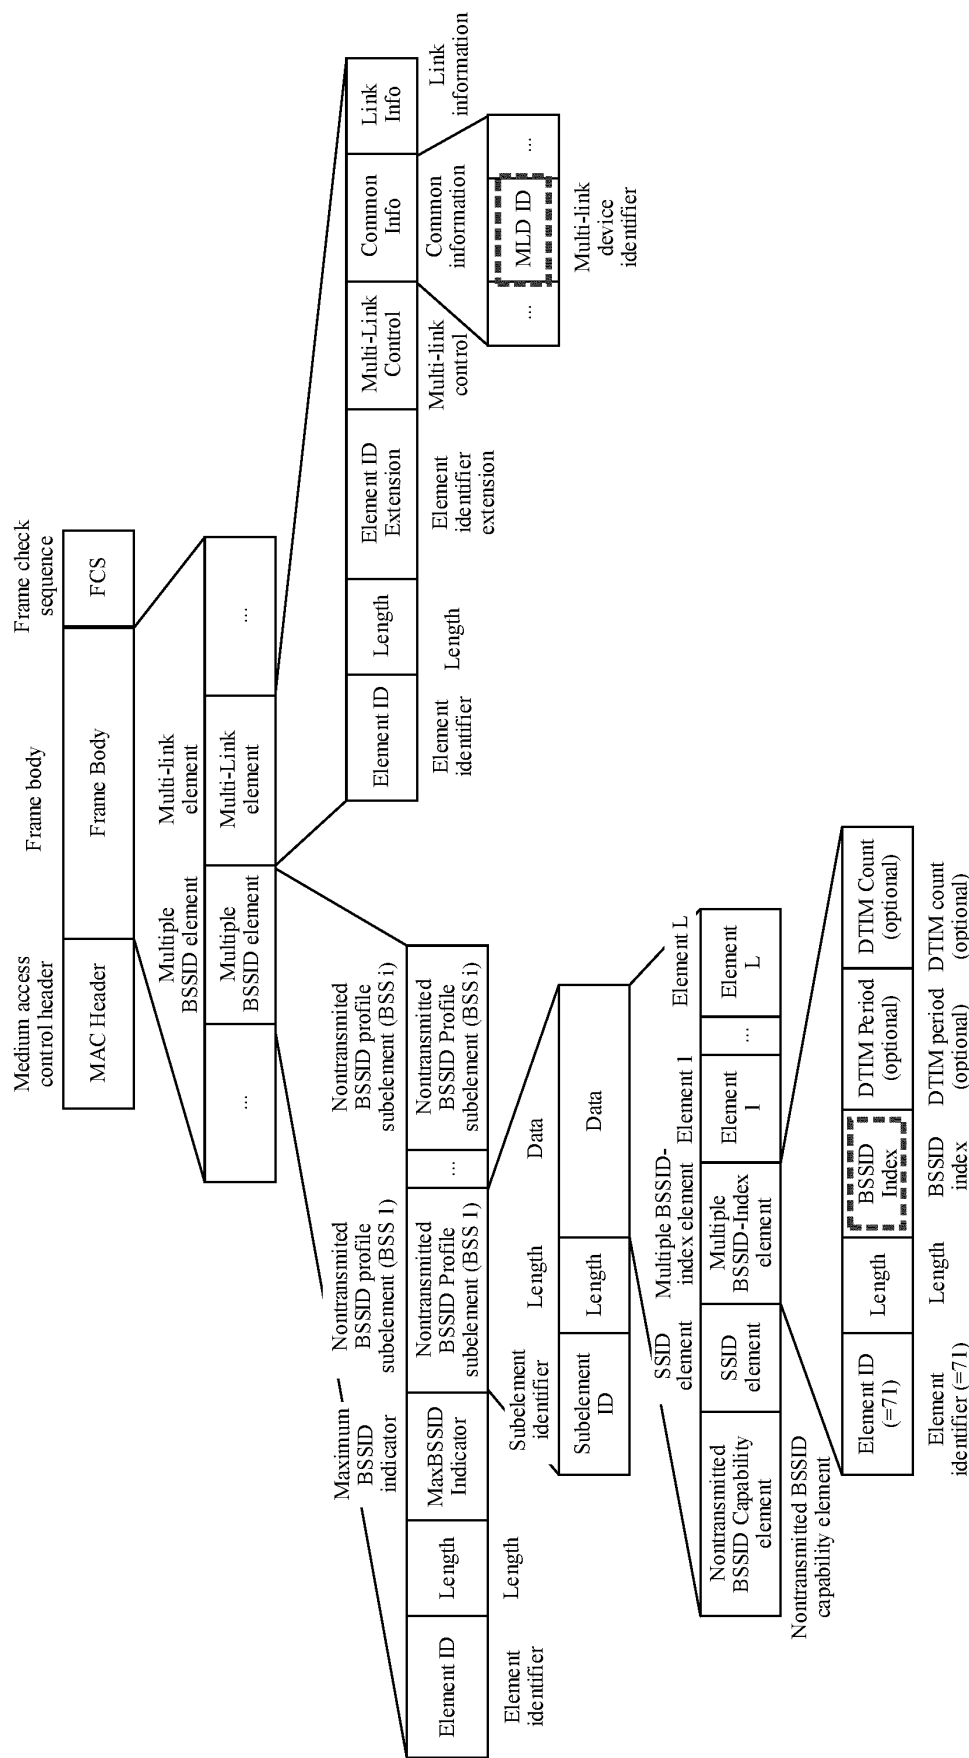 Medium access
control header
Frame body
Frame check
sequence
MAC Header
Frame Body
FCS
Multiple
BSSID element
Multi-link
element
...
Multiple
BSSID element
Multi-Link
element
...
Maximum
BSSID
indicator
Nontransmitted
BSSID profile
subelement (BSS 1)
Nontransmitted
BSSID profile
subelement (BSS i)
Element ID
Length
MaxBSSID
Indicator
Nontransmitted
BSSID Profile
subelement (BSS 1)
...
Nontransmitted
BSSID Profile
subelement (BSS i)
Element identifier
Length
Element ID
Length
Element ID
Extension
Multi-Link
Control
Common
Info
Link
Info
Element
identifier
Length
Element
identifier
extension
Multi-link
control
Common
information
Link
information
...
MLD ID
...
Multi-link
device
identifier
Subelement
identifier
Length
Data
Subelement
ID
Length
Data
SSID
element
Multiple BSSID-
index element
Element 1
Element L
Nontransmitted
BSSID Capability
element
SSID
element
Multiple
BSSID-Index
element
Element
1
...
Element
L
Nontransmitted BSSID
capability element
Element ID
(=71)
Length
BSSID
Index
DTIM Period
(optional)
DTIM Count
(optional)
Element
identifier (=71)
Length
BSSID
index
DTIM period
(optional)
DTIM count
(optional)